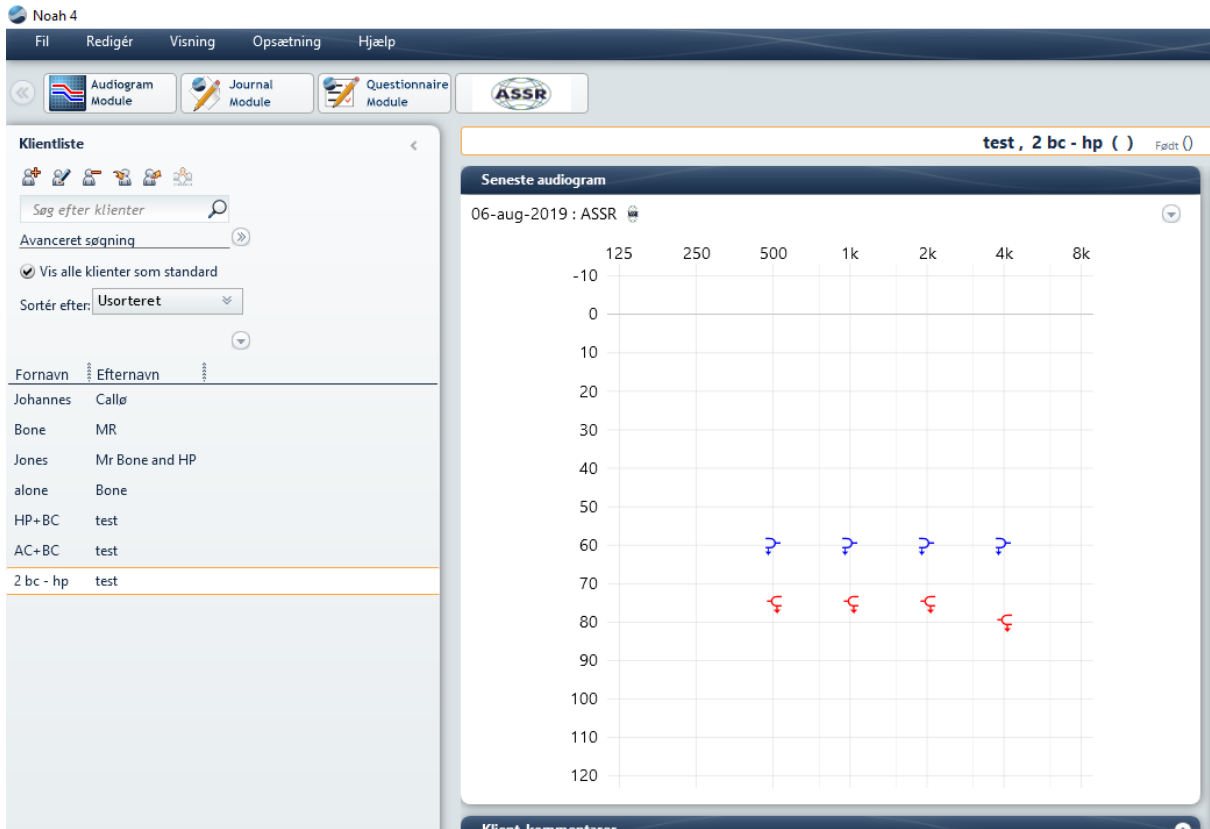 Noah 4
Fil Redigér Visning Opsætning Hjælp
Audiogram Module
Journal Module
Questionnaire Module
ASSR
Klientliste
Søg efter klienter
Avanceret søgning
Vis alle klienter som standard
Sortér efter: Usorteret
Fornavn Efternavn
Johannes Callø
Bone MR
Jones Mr Bone and HP
alone Bone
HP+BC test
AC+BC test
2 bc - hp test
test , 2 bc - hp ( ) Født ()
Seneste audiogram
06-aug-2019 : ASSR
125 250 500 1k 2k 4k 8k
-10
0
10
20
30
40
50
60
70
80
90
100
110
120
Klient-kommentarer